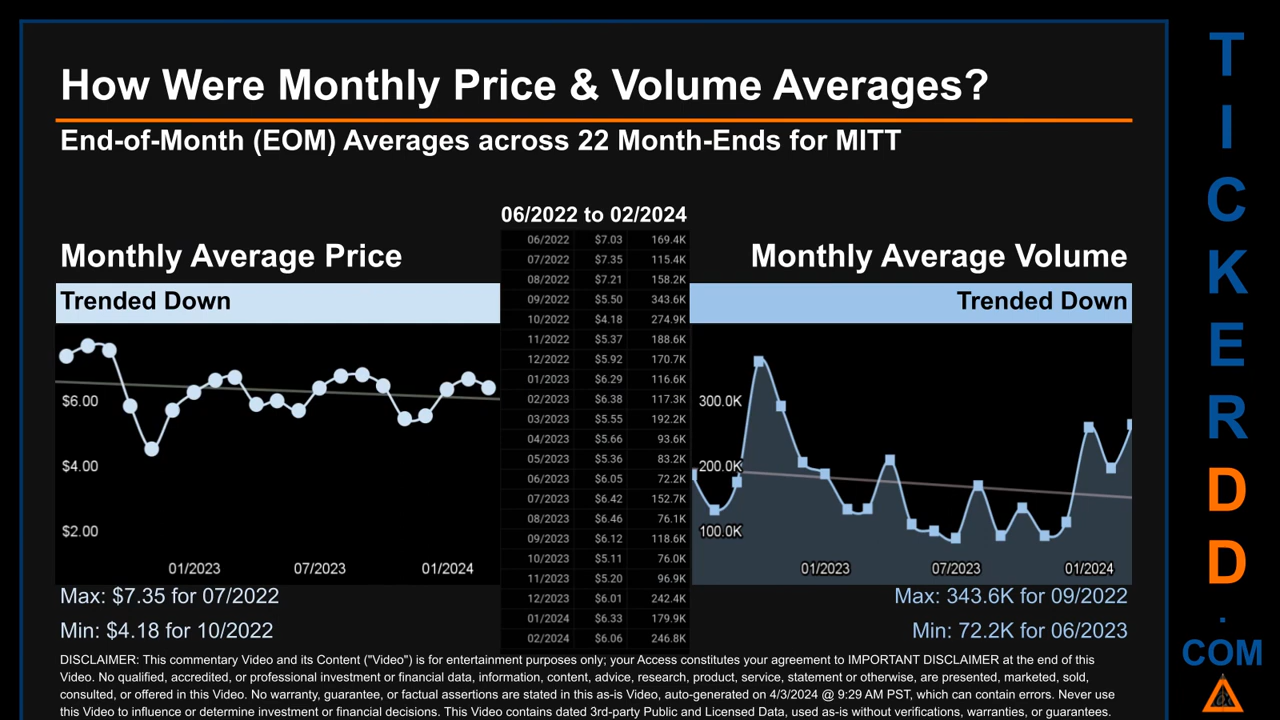 How Were Monthly Price & Volume Averages?
End-of-Month (EOM) Averages across 22 Month-Ends for MITT
06/2022 to 02/2024
Monthly Average Price
Trended Down
$6.00
$4.00
$2.00
01/2023 07/2023 01/2024
Max: $7.35 for 07/2022
Min: $4.18 for 10/2022
06/2022 $7.03 169.4K
07/2022 $7.35 115.4K
08/2022 $7.21 158.2K
09/2022 $5.50 343.6K
10/2022 $4.18 274.9K
11/2022 $5.37 188.6K
12/2022 $5.92 170.7K
01/2023 $6.29 116.6K
02/2023 $6.38 117.3K
03/2023 $5.55 192.2K
04/2023 $5.66 93.6K
05/2023 $5.36 83.2K
06/2023 $6.05 72.2K
07/2023 $6.42 152.7K
08/2023 $6.46 76.1K
09/2023 $6.12 118.6K
10/2023 $5.11 76.0K
11/2023 $5.20 96.9K
12/2023 $6.01 242.4K
01/2024 $6.33 179.9K
02/2024 $6.06 246.8K
Monthly Average Volume
Trended Down
300.0K
200.0K
100.0K
01/2023 07/2023 01/2024
Max: 343.6K for 09/2022
Min: 72.2K for 06/2023
DISCLAIMER: This commentary Video and its Content ("Video") is for entertainment purposes only; your Access constitutes your agreement to IMPORTANT DISCLAIMER at the end of this
Video. No qualified, accredited, or professional investment or financial data, information, content, advice, research, product, service, statement or otherwise, are presented, marketed, sold,
consulted, or offered in this Video. No warranty, guarantee, or factual assertions are stated in this as-is Video, auto-generated on 4/3/2024 @ 9:29 AM PST, which can contain errors. Never use
this Video to influence or determine investment or financial decisions. This Video contains dated 3rd-party Public and Licensed Data, used as-is without verifications, warranties, or guarantees.
T
I
C
K
E
R
D
D
.
COM